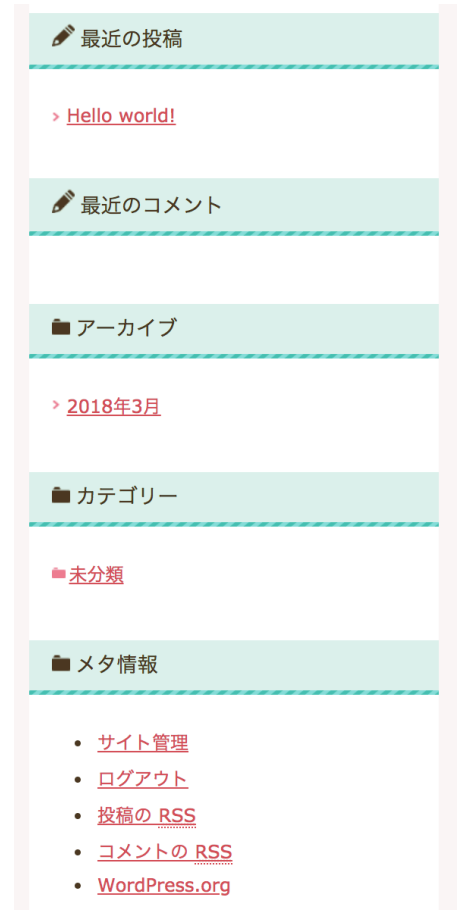 最近の投稿
Hello world!
最近のコメント
アーカイブ
2018年3月
カテゴリー
未分類
メタ情報
サイト管理
ログアウト
投稿の RSS
コメントの RSS
WordPress.org